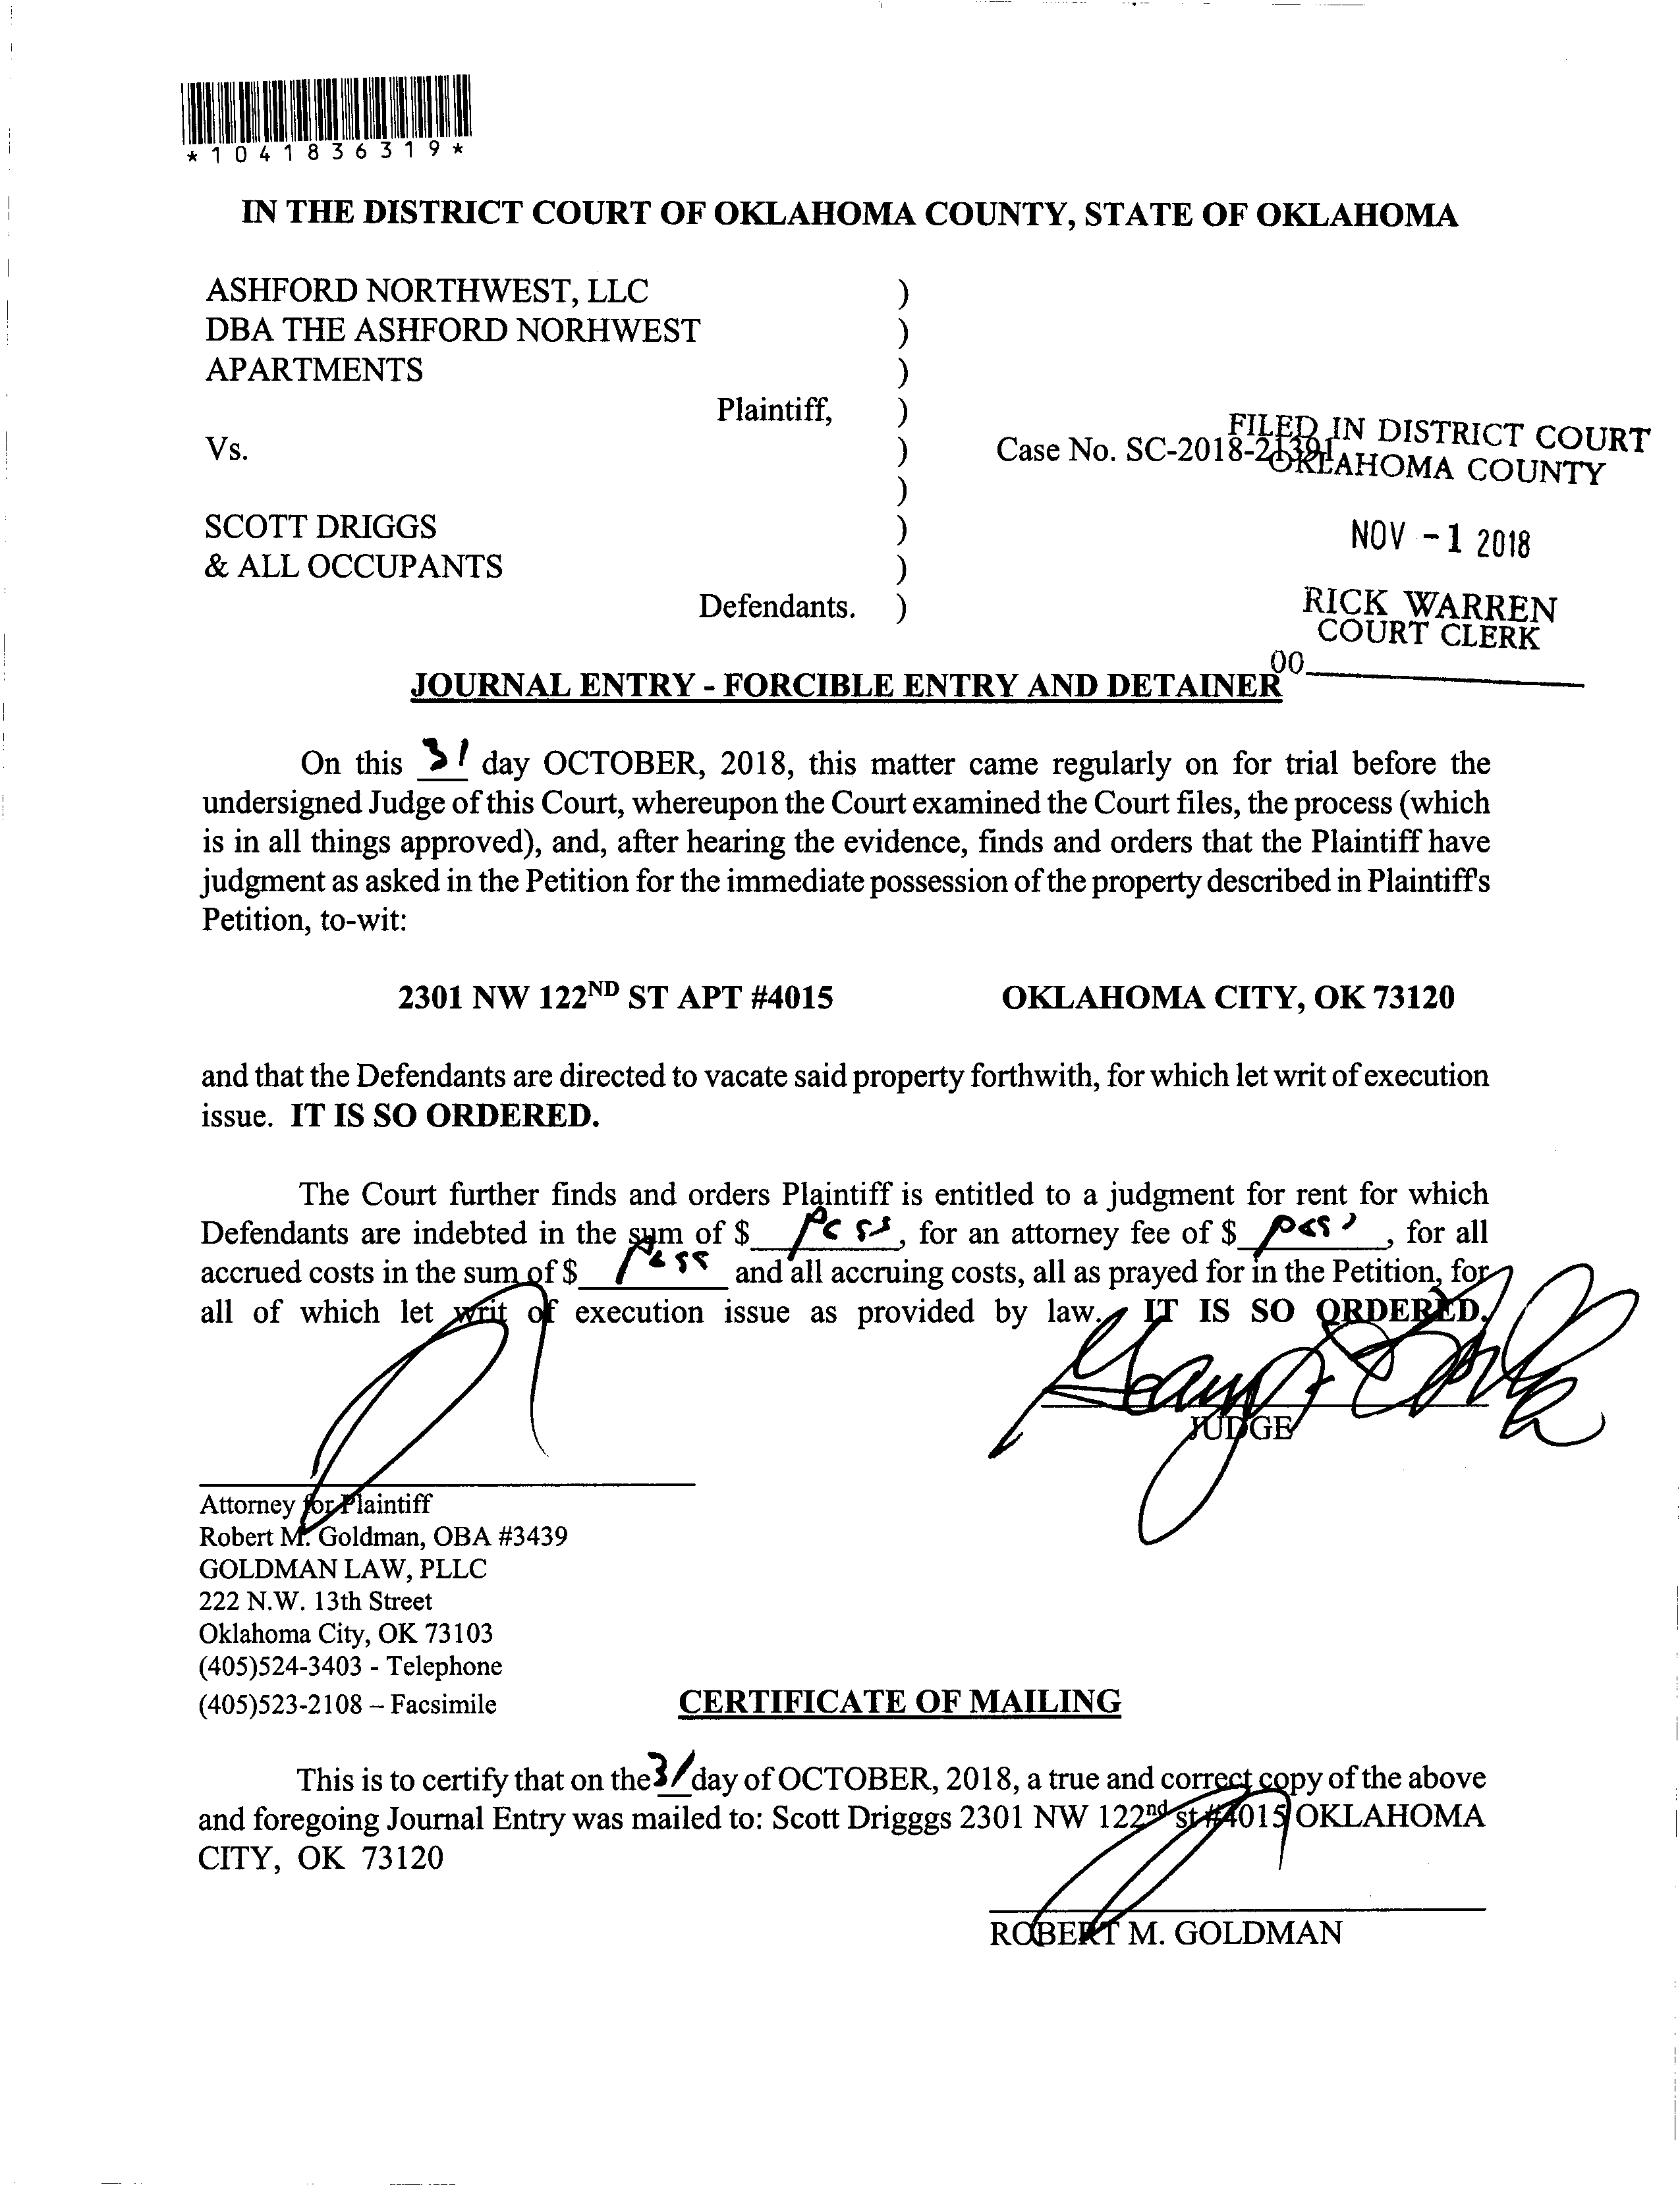 *1041836319*
IN THE DISTRICT COURT OF OKLAHOMA COUNTY, STATE OF OKLAHOMA
ASHFORD NORTHWEST, LLC )
DBA THE ASHFORD NORHWEST )
APARTMENTS )
Plaintiff, )
Vs. ) Case No. SC-2018-21391
)
SCOTT DRIGGS )
& ALL OCCUPANTS )
Defendants. )
FILED IN DISTRICT COURT
OKLAHOMA COUNTY
NOV -1 2018
RICK WARREN
COURT CLERK
00
JOURNAL ENTRY - FORCIBLE ENTRY AND DETAINER
On this 31 day OCTOBER, 2018, this matter came regularly on for trial before the
undersigned Judge of this Court, whereupon the Court examined the Court files, the process (which
is in all things approved), and, after hearing the evidence, finds and orders that the Plaintiff have
judgment as asked in the Petition for the immediate possession of the property described in Plaintiff's
Petition, to-wit:
2301 NW 122ND ST APT #4015 OKLAHOMA CITY, OK 73120
and that the Defendants are directed to vacate said property forthwith, for which let writ of execution
issue. IT IS SO ORDERED.
The Court further finds and orders Plaintiff is entitled to a judgment for rent for which
Defendants are indebted in the sum of $ , for an attorney fee of $ , for all
accrued costs in the sum of $ and all accruing costs, all as prayed for in the Petition, for
all of which let writ of execution issue as provided by law. IT IS SO ORDERED.
JUDGE
Attorney for Plaintiff
Robert M. Goldman, OBA #3439
GOLDMAN LAW, PLLC
222 N.W. 13th Street
Oklahoma City, OK 73103
(405)524-3403 - Telephone
(405)523-2108 – Facsimile
CERTIFICATE OF MAILING
This is to certify that on the 31 day of OCTOBER, 2018, a true and correct copy of the above
and foregoing Journal Entry was mailed to: Scott Drigggs 2301 NW 122nd st #4015 OKLAHOMA
CITY, OK 73120
ROBERT M. GOLDMAN